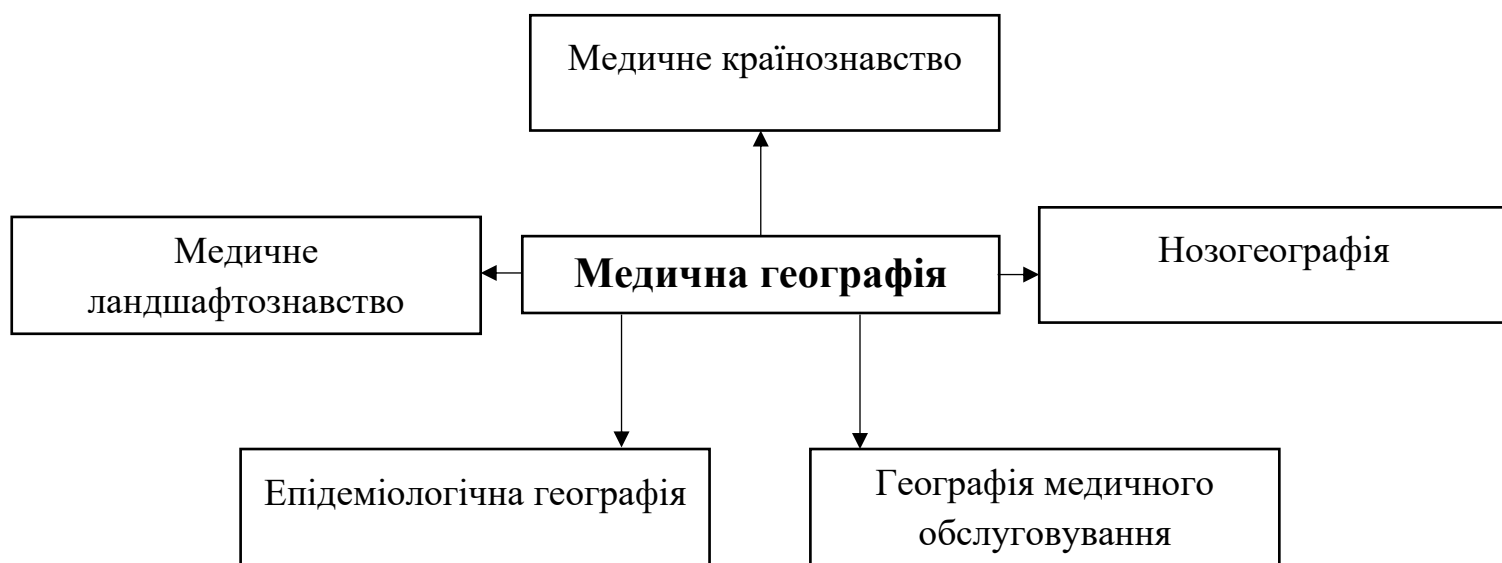 Медичне країнознавство
Медичне
ландшафтознавство
Медична географія
Нозогеографія
Епідеміологічна географія
Географія медичного
обслуговування